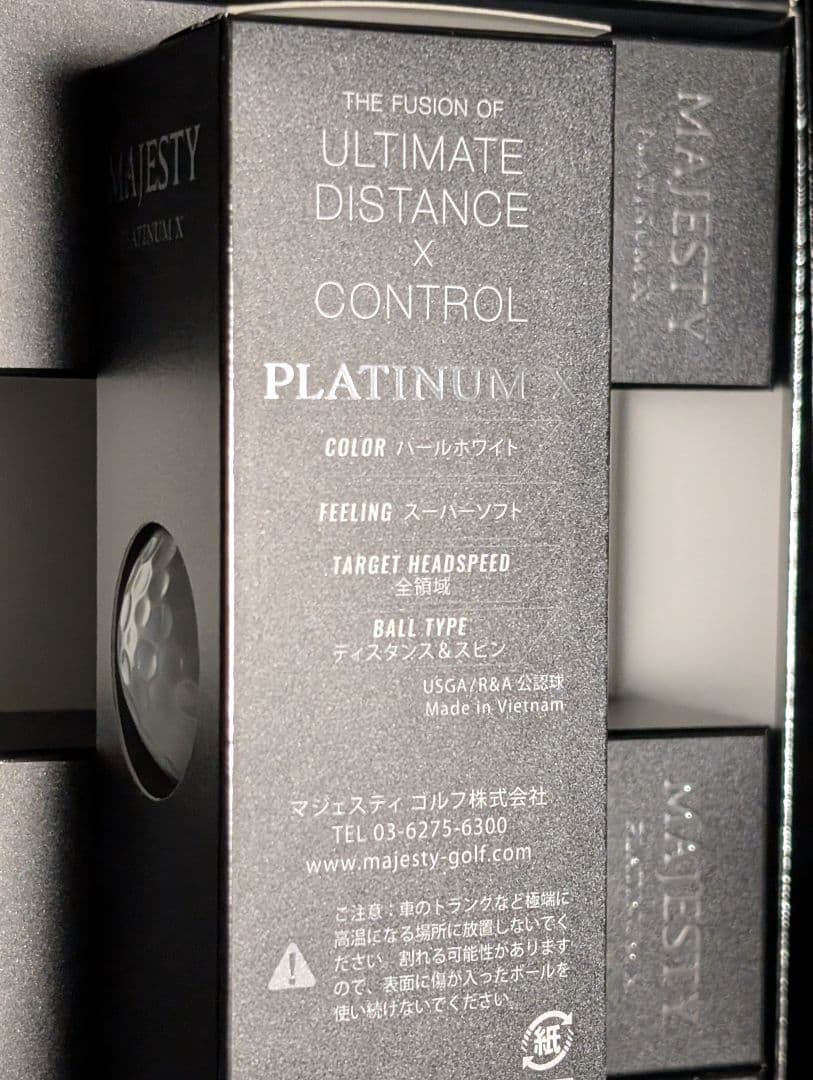 THE FUSION OF
ULTIMATE
DISTANCE
X
CONTROL
PLATINUM X
COLOR パールホワイト
FEELING スーパーソフト
TARGET HEADSPEED
全領域
BALL TYPE
ディスタンス&スピン
USGA/R&A 公認球
Made in Vietnam
マジェスティ ゴルフ株式会社
TEL 03-6275-6300
www.majesty-golf.com
ご注意：車のトランクなど極端に
高温になる場所に放置しないでく
ださい。割れる可能性があります
ので、表面に傷が入ったボールを
使い続けないでください。
紙
MAJESTY
PLATINUM X
MAJESTY
PLATINUM X
MAJESTY
PLATINUM X